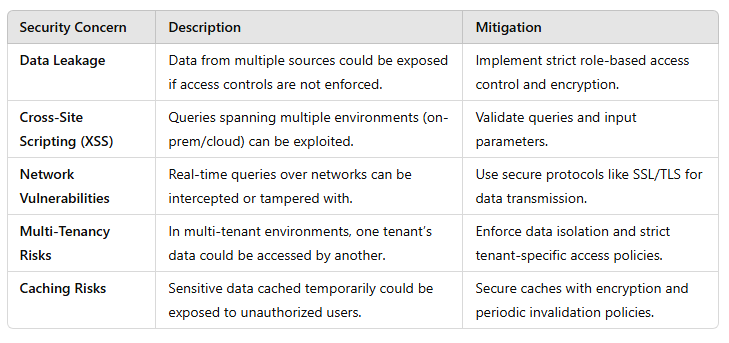 Security Concern Description Mitigation
Data Leakage Data from multiple sources could be exposed Implement strict role-based access
if access controls are not enforced. control and encryption.
Cross-Site Queries spanning multiple environments (on- Validate queries and input
Scripting (XSS) prem/cloud) can be exploited. parameters.
Network Real-time queries over networks can be Use secure protocols like SSL/TLS for
Vulnerabilities intercepted or tampered with. data transmission.
Multi-Tenancy In multi-tenant environments, one tenant's Enforce data isolation and strict
Risks data could be accessed by another. tenant-specific access policies.
Caching Risks Sensitive data cached temporarily could be Secure caches with encryption and
exposed to unauthorized users. periodic invalidation policies.